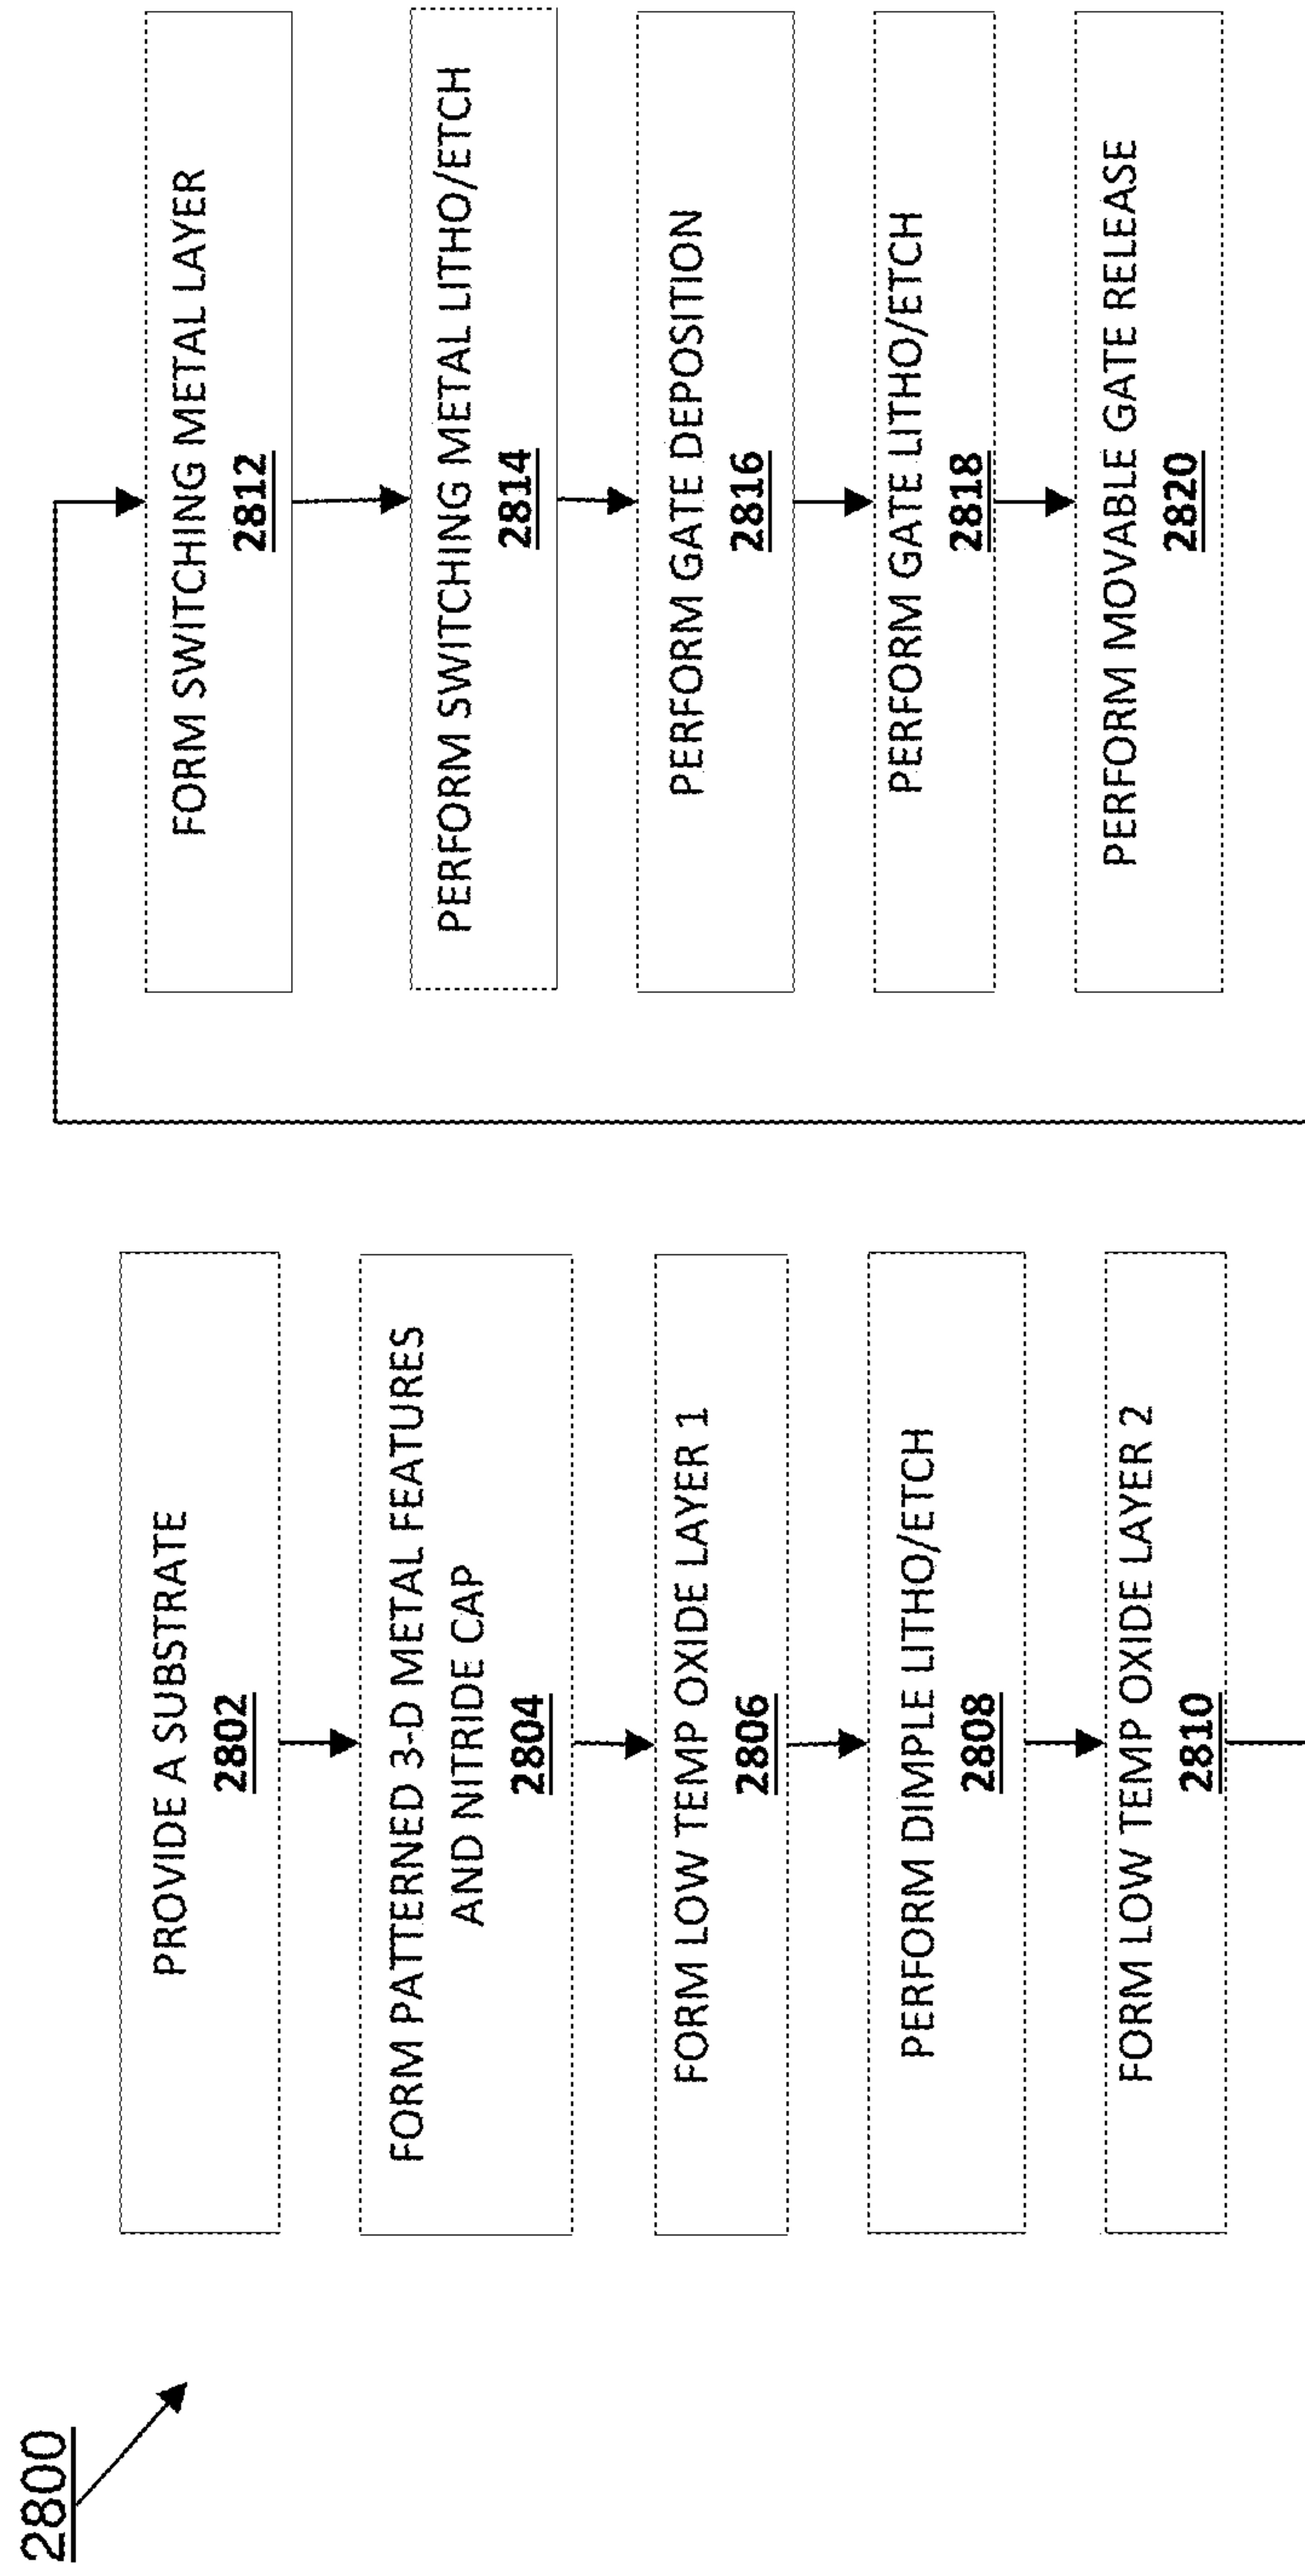 2800
PROVIDE A SUBSTRATE
2802
FORM PATTERNED 3-D METAL FEATURES
AND NITRIDE CAP
2804
FORM LOW TEMP OXIDE LAYER 1
2806
PERFORM DIMPLE LITHO/ETCH
2808
FORM LOW TEMP OXIDE LAYER 2
2810
FORM SWITCHING METAL LAYER
2812
PERFORM SWITCHING METAL LITHO/ETCH
2814
PERFORM GATE DEPOSITION
2816
PERFORM GATE LITHO/ETCH
2818
PERFORM MOVABLE GATE RELEASE
2820